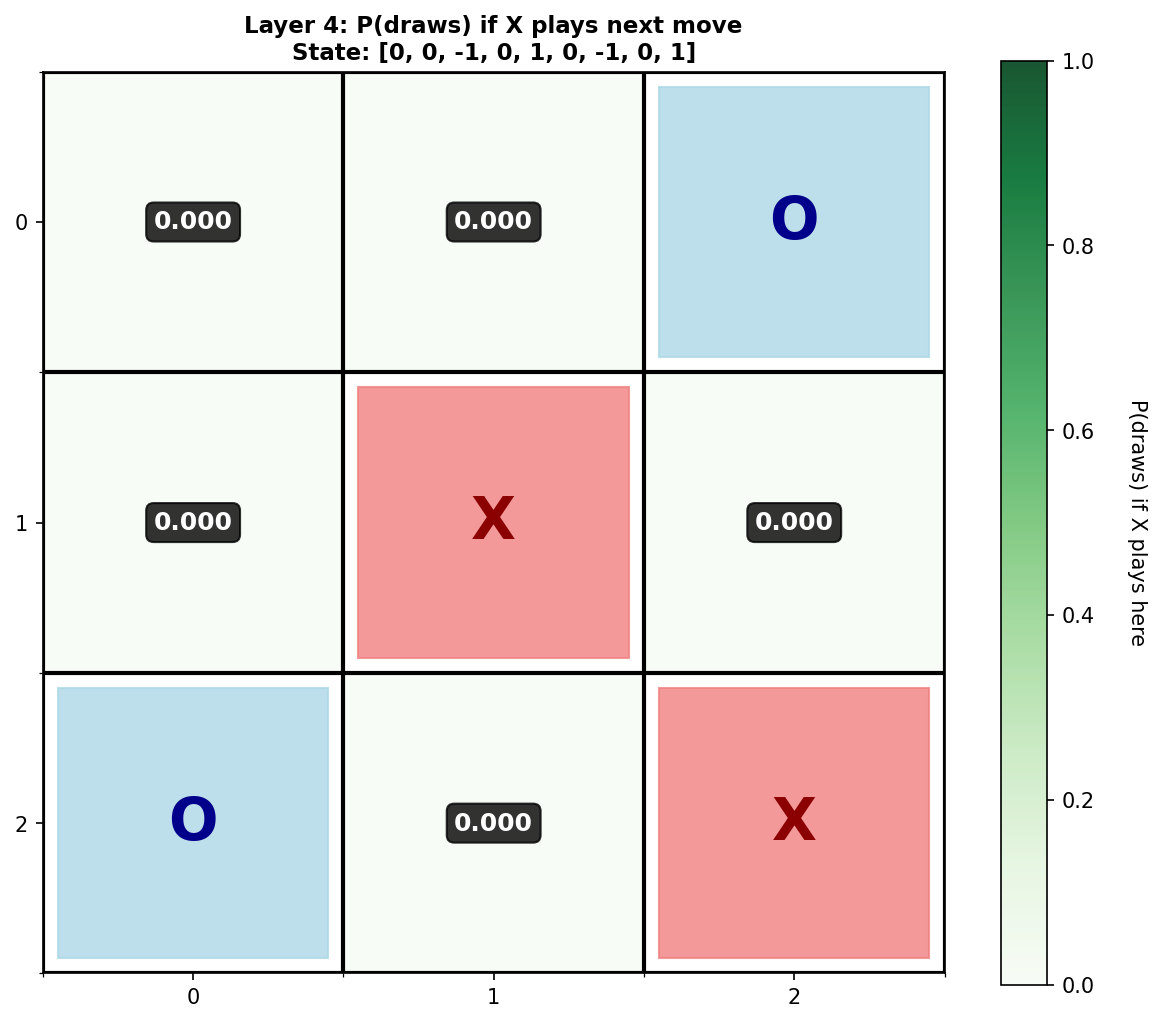 Layer 4: P(draws) if X plays next move
State: [0, 0, -1, 0, 1, 0, -1, 0, 1]
0
0.000
0.000
O
1
0.000
X
0.000
2
O
0.000
X
0
1
2
1.0
0.8
0.6
0.4
0.2
0.0
P(draws) if X plays here